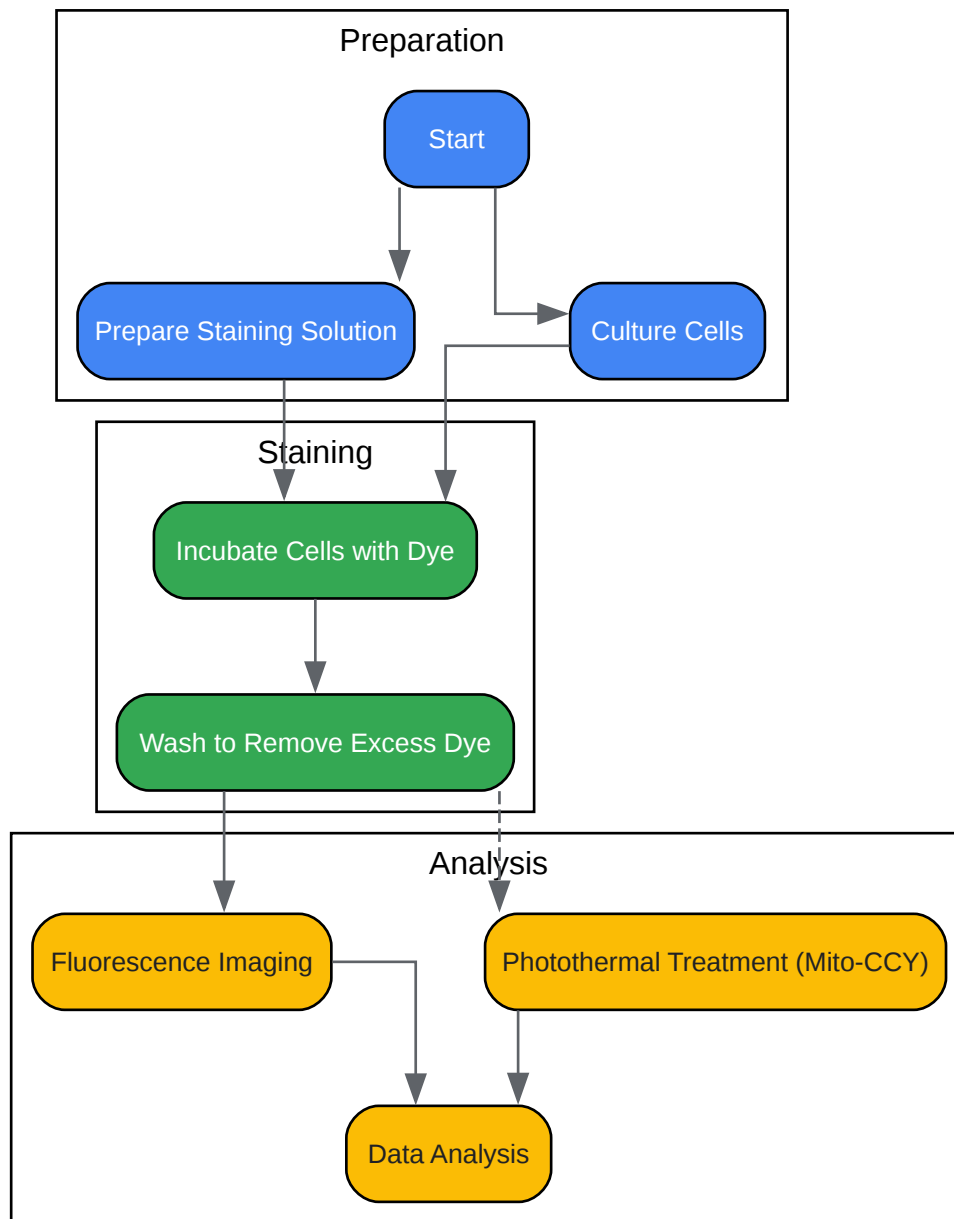 Preparation
Start
Prepare Staining Solution
Culture Cells
Staining
Incubate Cells with Dye
Wash to Remove Excess Dye
Analysis
Fluorescence Imaging
Photothermal Treatment (Mito-CCY)
Data Analysis